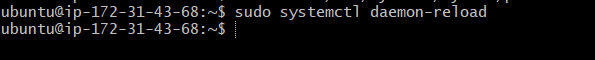 ubuntu@ip-172-31-43-68:~$ sudo systemctl daemon-reload
ubuntu@ip-172-31-43-68:~$